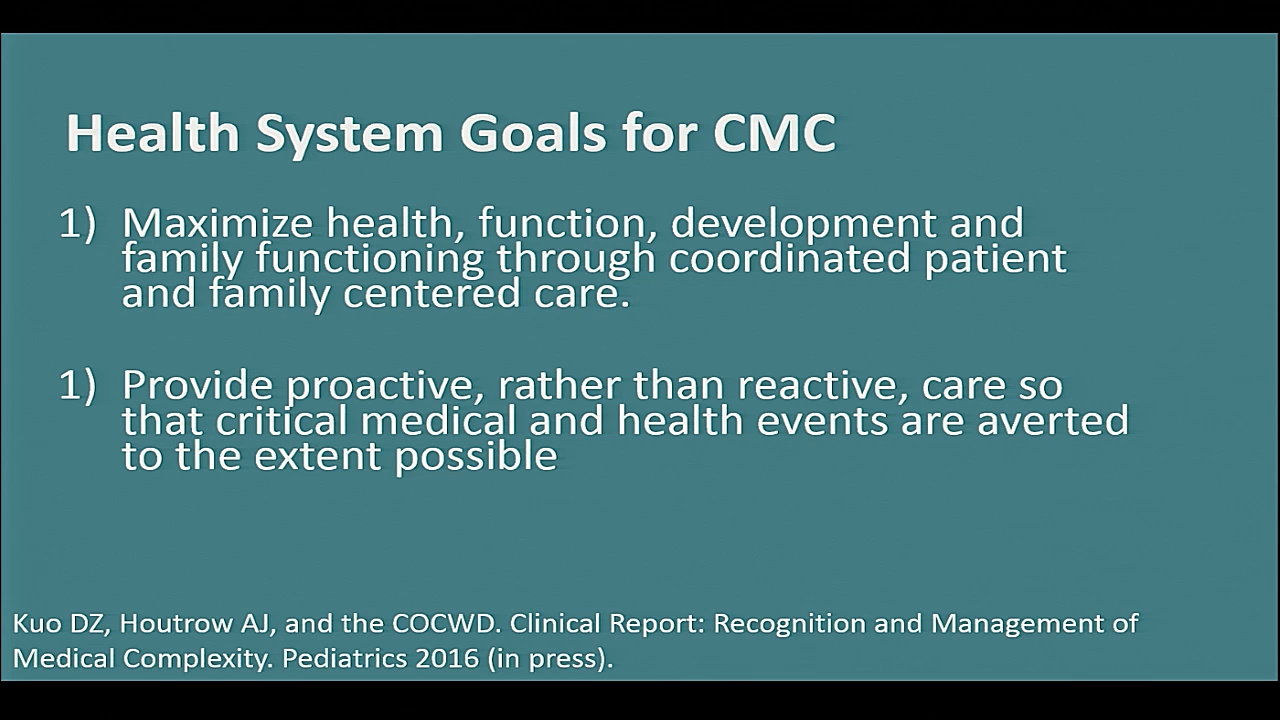 Health System Goals for CMC
1) Maximize health, function, development and
family functioning through coordinated patient
and family centered care.
1) Provide proactive, rather than reactive, care so
that critical medical and health events are averted
to the extent possible
Kuo DZ, Houtrow AJ, and the COCWD. Clinical Report: Recognition and Management of
Medical Complexity. Pediatrics 2016 (in press).